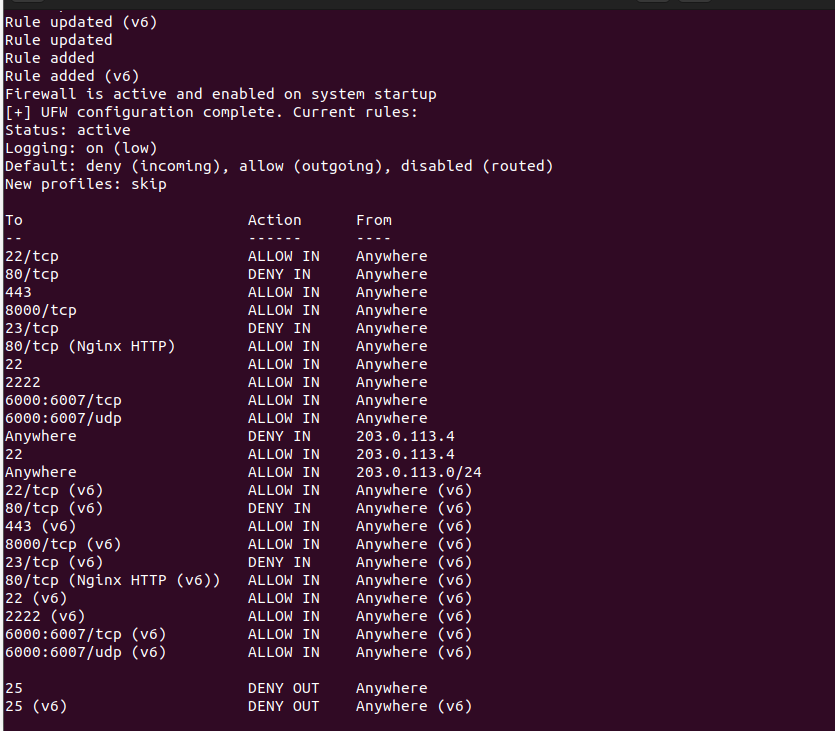 Rule updated (v6)
Rule updated
Rule added
Rule added (v6)
Firewall is active and enabled on system startup
[+] UFW configuration complete. Current rules:
Status: active
Logging: on (low)
Default: deny (incoming), allow (outgoing), disabled (routed)
New profiles: skip

To                         Action      From
--                         ------      ----
22/tcp                     ALLOW IN    Anywhere
80/tcp                     DENY IN     Anywhere
443                        ALLOW IN    Anywhere
8000/tcp                   ALLOW IN    Anywhere
23/tcp                     DENY IN     Anywhere
80/tcp (Nginx HTTP)        ALLOW IN    Anywhere
22                         ALLOW IN    Anywhere
2222                       ALLOW IN    Anywhere
6000:6007/tcp              ALLOW IN    Anywhere
6000:6007/udp              ALLOW IN    Anywhere
Anywhere                   DENY IN     203.0.113.4
22                         ALLOW IN    203.0.113.4
Anywhere                   ALLOW IN    203.0.113.0/24
22/tcp (v6)                ALLOW IN    Anywhere (v6)
80/tcp (v6)                DENY IN     Anywhere (v6)
443 (v6)                   ALLOW IN    Anywhere (v6)
8000/tcp (v6)              ALLOW IN    Anywhere (v6)
23/tcp (v6)                DENY IN     Anywhere (v6)
80/tcp (Nginx HTTP (v6))   ALLOW IN    Anywhere (v6)
22 (v6)                    ALLOW IN    Anywhere (v6)
2222 (v6)                  ALLOW IN    Anywhere (v6)
6000:6007/tcp (v6)         ALLOW IN    Anywhere (v6)
6000:6007/udp (v6)         ALLOW IN    Anywhere (v6)

25                         DENY OUT    Anywhere
25 (v6)                    DENY OUT    Anywhere (v6)